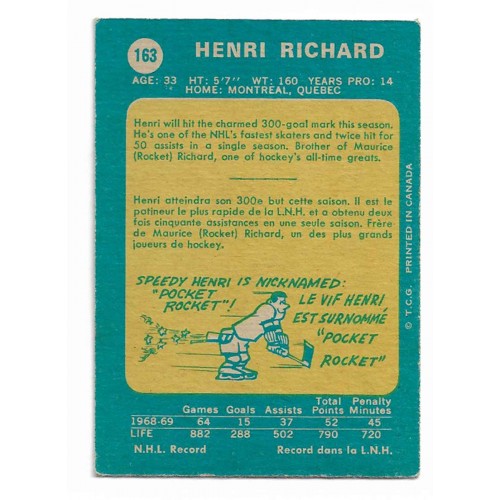 163 HENRI RICHARD
AGE: 33 HT: 5'7" WT: 160 YEARS PRO: 14
HOME: MONTREAL, QUEBEC
Henri will hit the charmed 300-goal mark this season.
He's one of the NHL's fastest skaters and twice hit for
50 assists in a single season. Brother of Maurice
(Rocket) Richard, one of hockey's all-time greats.
Henri atteindra son 300e but cette saison. Il est le
patineur le plus rapide de la L.N.H. et a obtenu deux
fois cinquante assistances en une seule saison. Frère
de Maurice (Rocket) Richard, un des plus grands
joueurs de hockey.
SPEEDY HENRI IS NICKNAMED:
"POCKET
ROCKET"!
LE VIF HENRI
EST SURNOMMÉ
"POCKET
ROCKET"
© T.C.G. PRINTED IN CANADA
Games Goals Assists Total Points Penalty Minutes
1968-69 64 15 37 52 45
LIFE 882 288 502 790 720
N.H.L. Record Record dans la L.N.H.